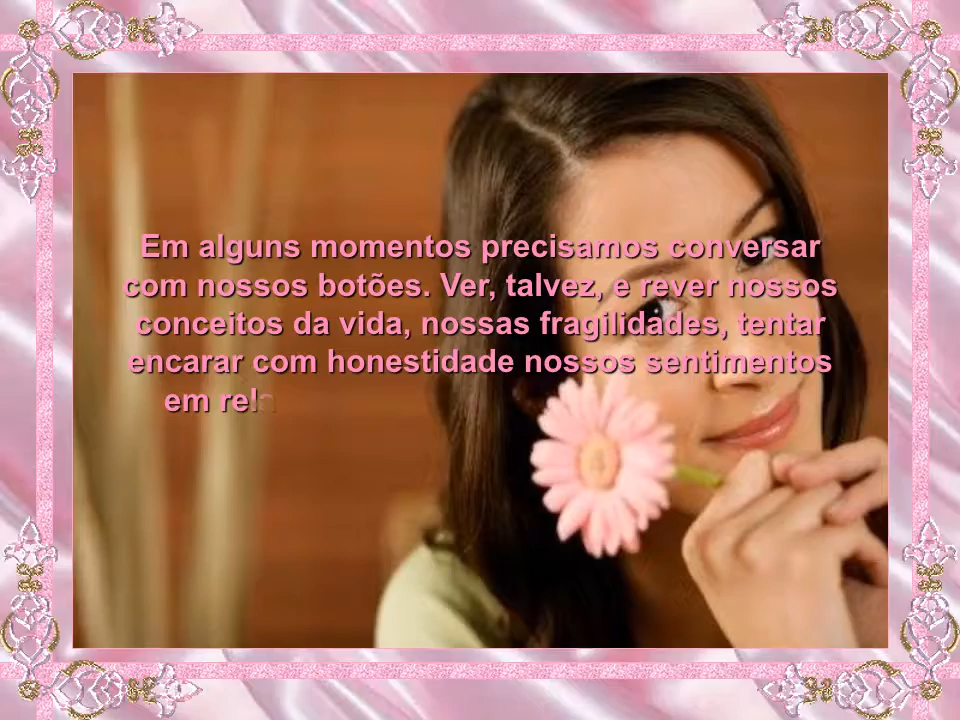 Em alguns momentos precisamos conversar
com nossos botões. Ver, talvez, e rever nossos
conceitos da vida, nossas fragilidades, tentar
encarar com honestidade nossos sentimentos
em rela